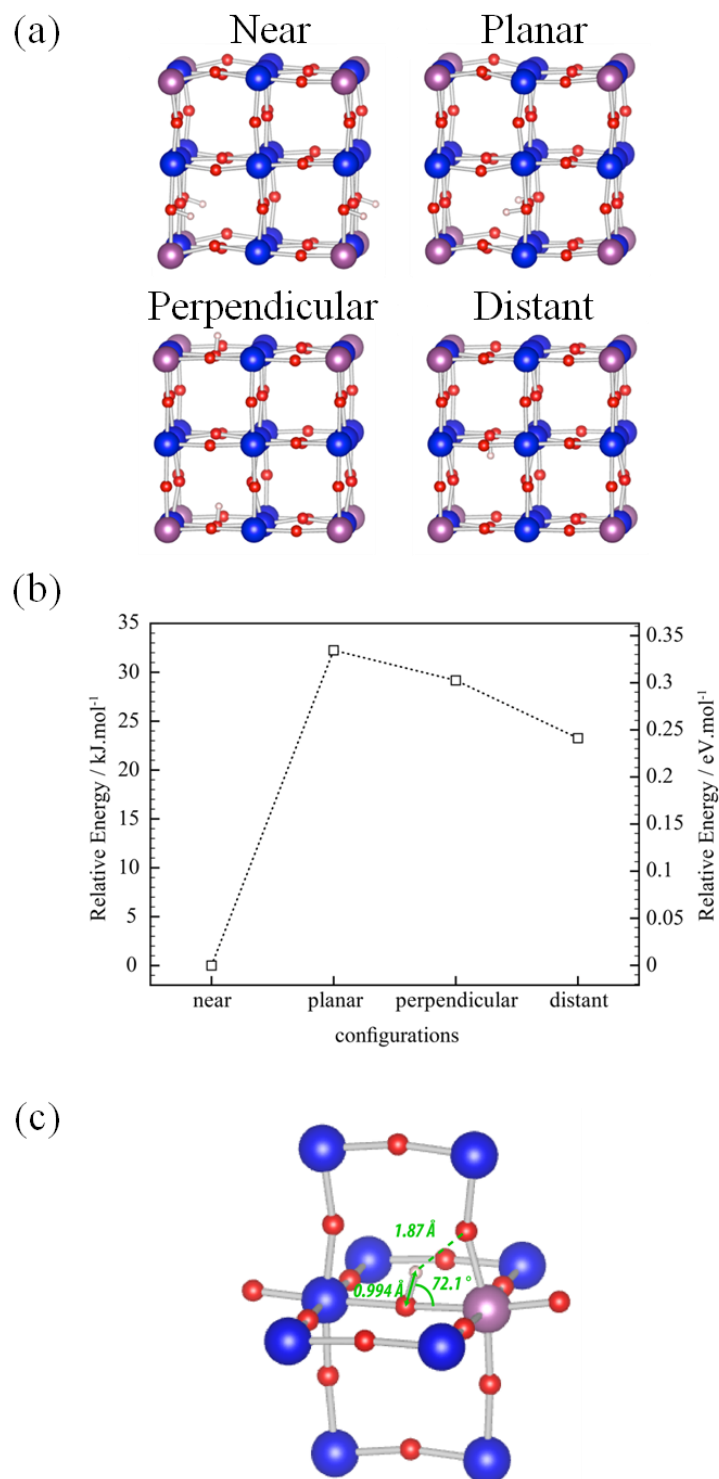 (a)
Near Planar
Perpendicular Distant
(b)
Relative Energy / kJ.mol-1
35
30
25
20
15
10
5
0
Relative Energy / eV.mol-1
0.35
0.3
0.25
0.2
0.15
0.1
0.05
0
near planar perpendicular distant
configurations
(c)
1.87 Å
0.994 Å 72.1 °